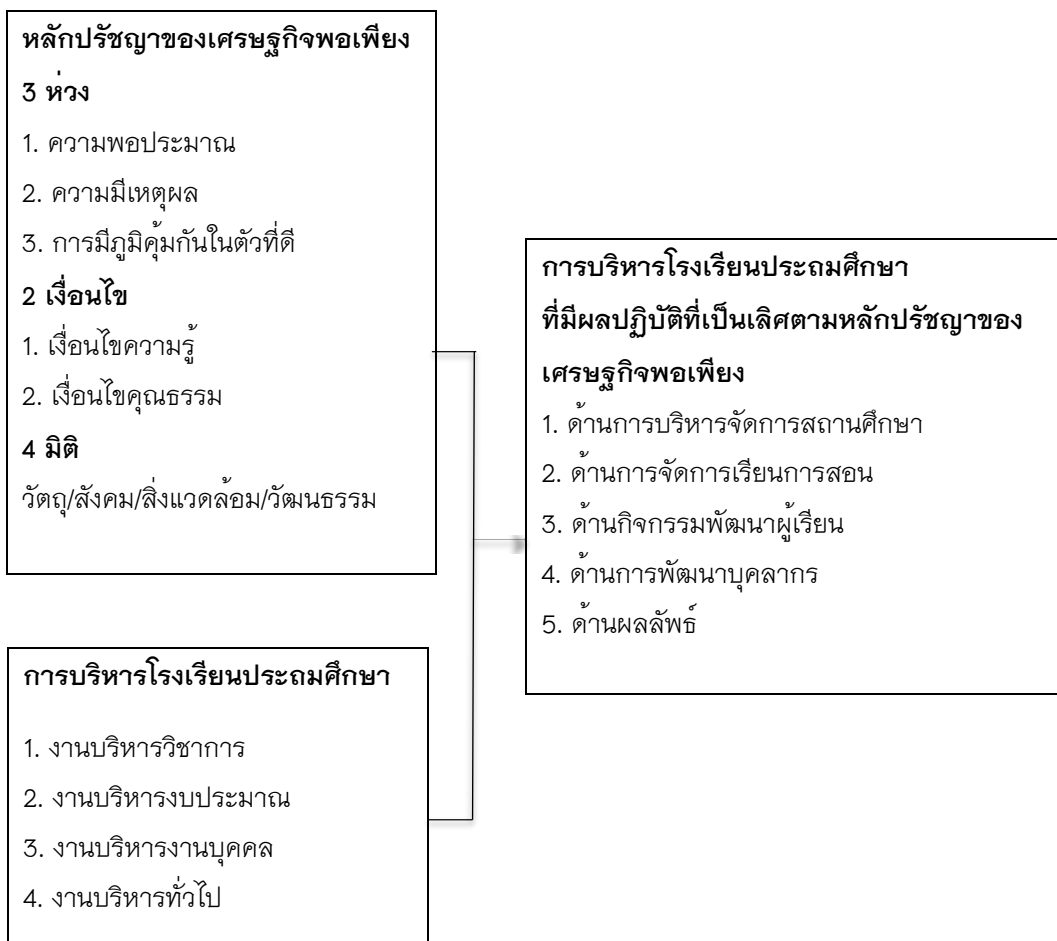 หลักปรัชญาของเศรษฐกิจพอเพียง
3 ห่วง
1. ความพอประมาณ
2. ความมีเหตุผล
3. การมีภูมิคุ้มกันในตัวที่ดี
2 เงื่อนไข
1. เงื่อนไขความรู้
2. เงื่อนไขคุณธรรม
4 มิติ
วัตถุ/สังคม/สิ่งแวดล้อม/วัฒนธรรม
การบริหารโรงเรียนประถมศึกษา
1. งานบริหารวิชาการ
2. งานบริหารงบประมาณ
3. งานบริหารงานบุคคล
4. งานบริหารทั่วไป
การบริหารโรงเรียนประถมศึกษา
ที่มีผลปฏิบัติที่เป็นเลิศตามหลักปรัชญาของ
เศรษฐกิจพอเพียง
1. ด้านการบริหารจัดการสถานศึกษา
2. ด้านการจัดการเรียนการสอน
3. ด้านกิจกรรมพัฒนาผู้เรียน
4. ด้านการพัฒนาบุคลากร
5. ด้านผลลัพธ์